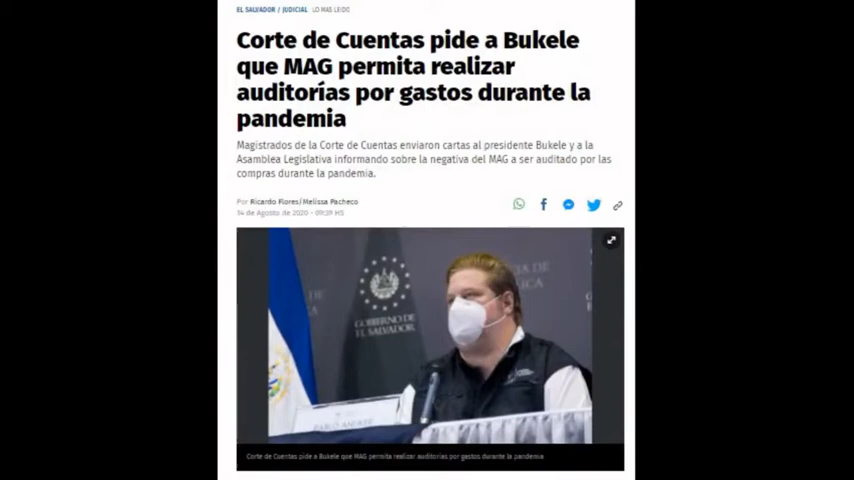 EL SALVADOR / JUDICIAL LO MAS LEIDO
Corte de Cuentas pide a Bukele
que MAG permita realizar
auditorías por gastos durante la
pandemia
Magistrados de la Corte de Cuentas enviaron cartas al presidente Bukele y a la
Asamblea Legislativa informando sobre la negativa del MAG a ser auditado por las
compras durante la pandemia.
Por Ricardo Flores/Melissa Pacheco
14 de Agosto de 2020 - 09:39 HS
GOBIERNO DE
EL SALVADOR
Corte de Cuentas pide a Bukele que MAG permita realizar auditorías por gastos durante la pandemia